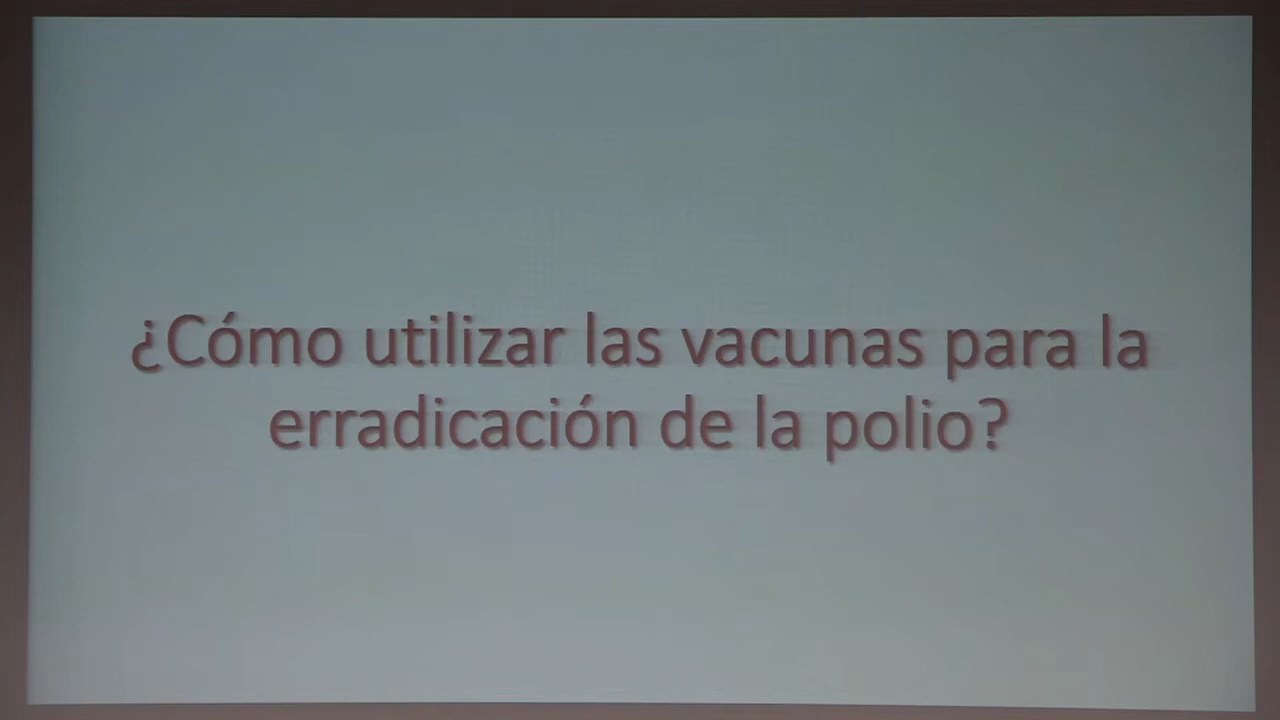 ¿Cómo utilizar las vacunas para la
erradicación de la polio?